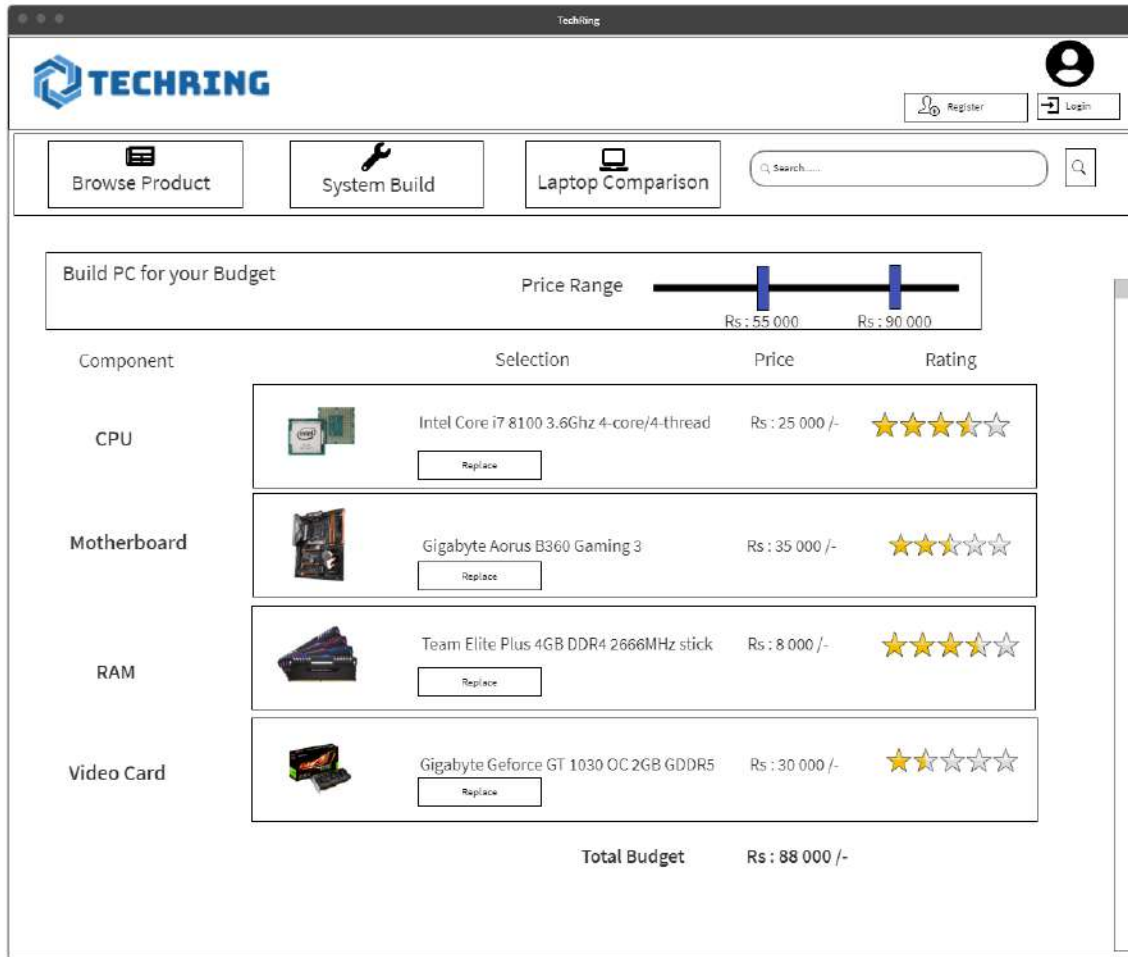 TechRing
TECHRING
Register
Login
Browse Product
System Build
Laptop Comparison
Search......
Build PC for your Budget
Price Range
Rs : 55 000
Rs : 90 000
Component Selection Price Rating
CPU
Intel Core i7 8100 3.6Ghz 4-core/4-thread Rs : 25 000 /-
Replace
Motherboard
Gigabyte Aorus B360 Gaming 3 Rs : 35 000 /-
Replace
RAM
Team Elite Plus 4GB DDR4 2666MHz stick Rs : 8 000 /-
Replace
Video Card
Gigabyte Geforce GT 1030 OC 2GB GDDR5 Rs : 30 000 /-
Replace
Total Budget Rs : 88 000 /-